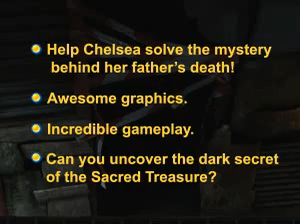 Help Chelsea solve the mystery
behind her father's death!
Awesome graphics.
Incredible gameplay.
Can you uncover the dark secret
of the Sacred Treasure?